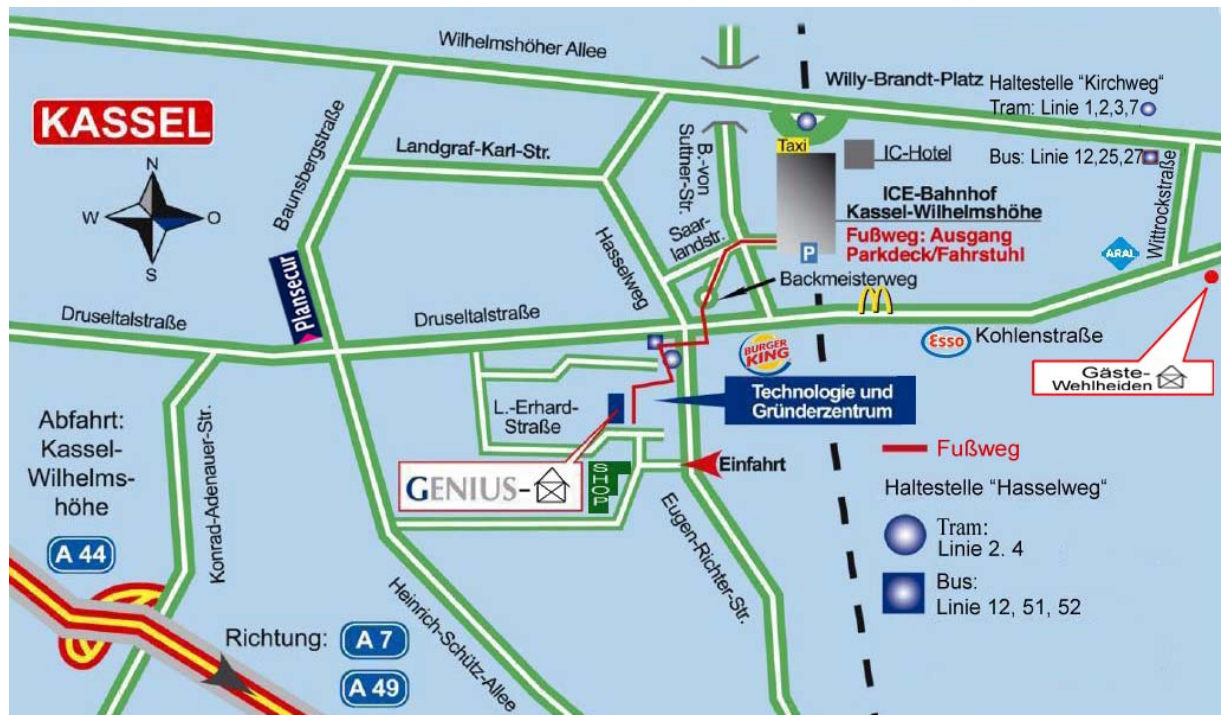 Wilhelmshöher Allee
KASSEL
N
W
O
S
Baunsbergstraße
Landgraf-Karl-Str.
B.-von
Suttner-Str.
Willy-Brandt-Platz
Haltestelle "Kirchweg"
Tram: Linie 1,2,3,7
Bus: Linie 12,25,27
Taxi
IC-Hotel
ICE-Bahnhof
Kassel-Wilhelmshöhe
Fußweg: Ausgang
Parkdeck/Fahrstuhl
P
Wittrockstraße
ARAL
Hasselweg
Saar-
landstr.
Backmeisterweg
Plansecur
Druseltalstraße
Druseltalstraße
BURGER
KING
Esso
Kohlenstraße
Gäste-
Wehlheiden
L.-Erhard-
Straße
Technologie und
Gründerzentrum
Abfahrt:
Kassel-
Wilhelms-
höhe
A 44
Konrad-Adenauer-Str.
GENIUS-
SHOP
Einfahrt
Fußweg
Haltestelle "Hasselweg"
Tram:
Linie 2. 4
Bus:
Linie 12, 51, 52
Eugen-Richter-Str.
Heinrich-Schütz-Allee
Richtung:
A 7
A 49